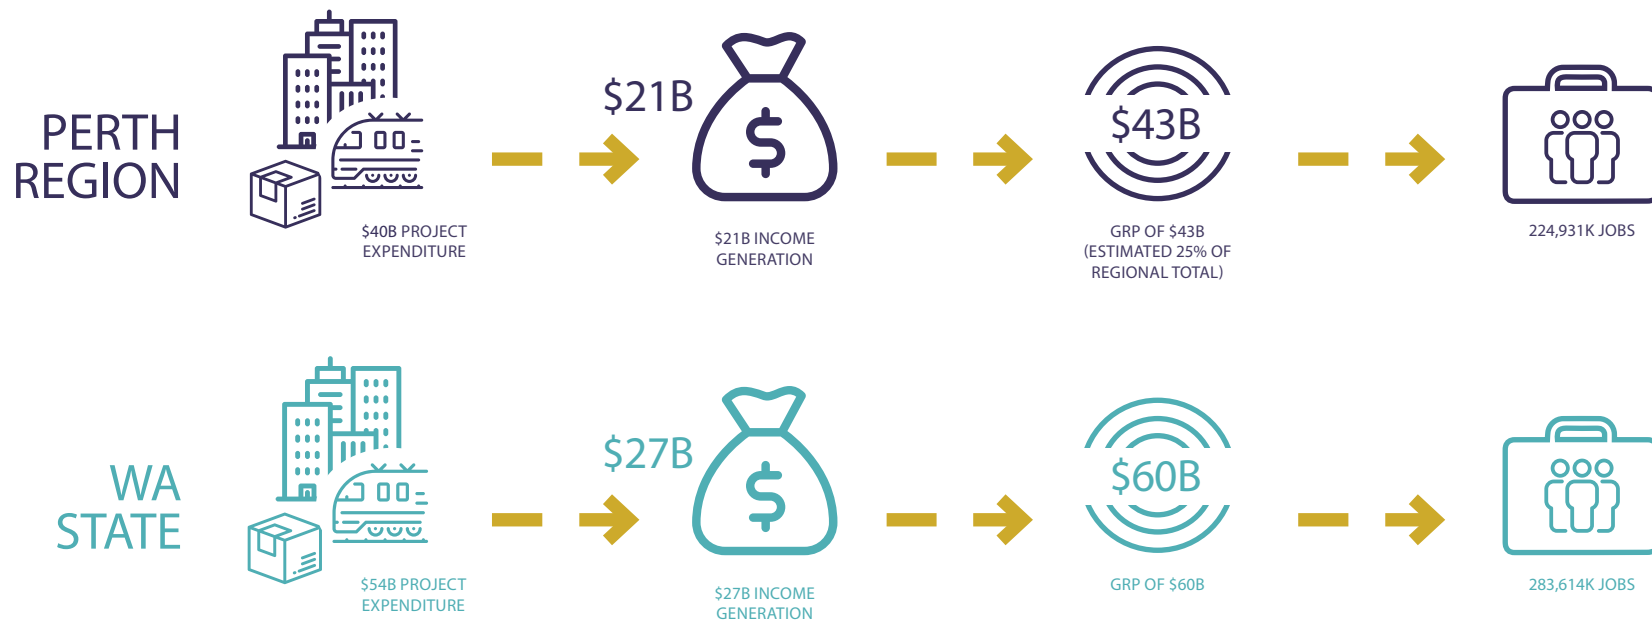 PERTH
REGION
$40B PROJECT
EXPENDITURE
$21B
$
$21B INCOME
GENERATION
$43B
GRP OF $43B
(ESTIMATED 25% OF
REGIONAL TOTAL)
224,931K JOBS
WA
STATE
$54B PROJECT
EXPENDITURE
$27B
$
$27B INCOME
GENERATION
$60B
GRP OF $60B
283,614K JOBS